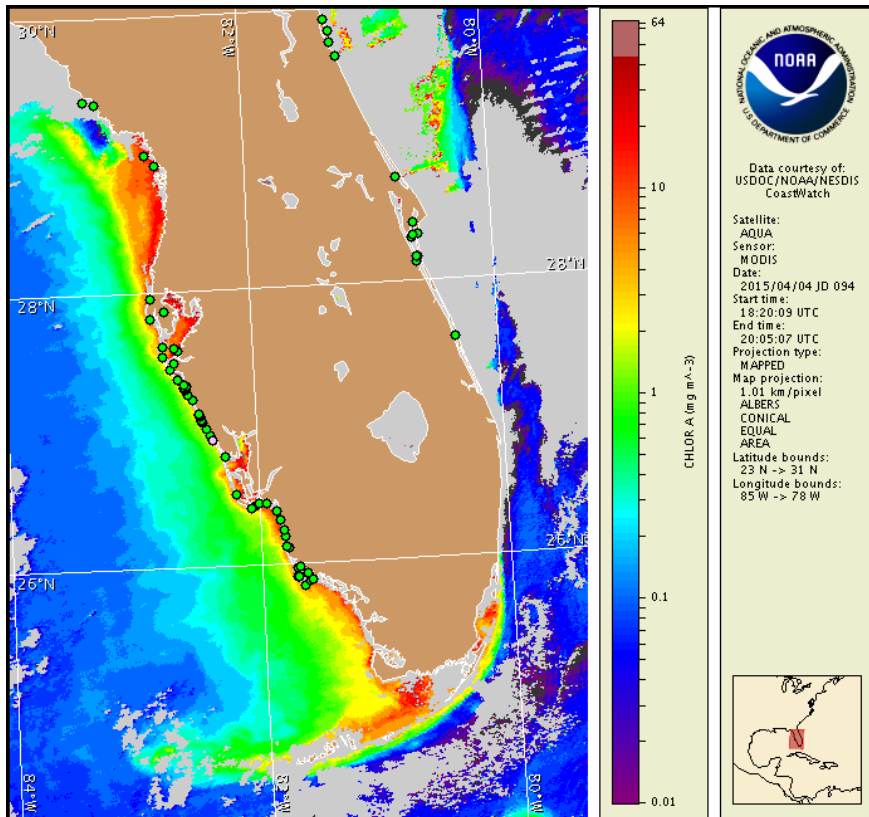 30°N
82°W
80°W
28°N
28°N
26°N
26°N
84°W
82°W
80°W
64
10
1
0.1
0.01
CHLOR A (mg m^-3)
NATIONAL OCEANIC AND ATMOSPHERIC ADMINISTRATION
NOAA
U.S. DEPARTMENT OF COMMERCE
Data courtesy of:
USDOC/NOAA/NESDIS
CoastWatch
Satellite:
AQUA
Sensor:
MODIS
Date:
2015/04/04 JD 094
Start time:
18:20:09 UTC
End time:
20:05:07 UTC
Projection type:
MAPPED
Map projection:
1.01 km/pixel
ALBERS
CONICAL
EQUAL
AREA
Latitude bounds:
23 N -> 31 N
Longitude bounds:
85 W -> 78 W